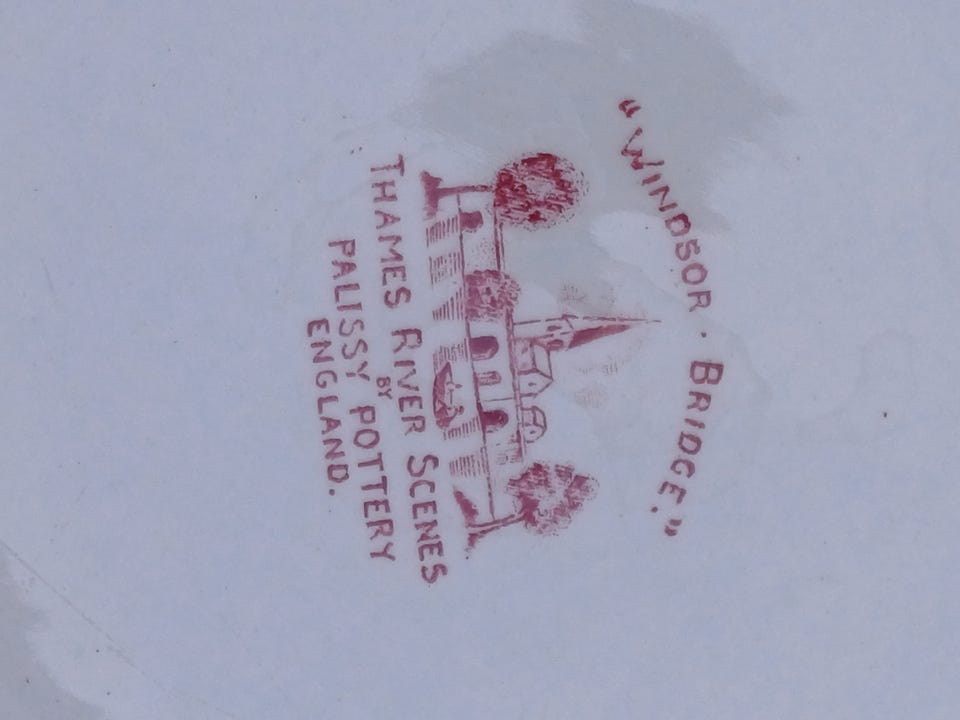 "WINDSOR · BRIDGE."
THAMES RIVER SCENES
BY
PALISSY POTTERY
ENGLAND.